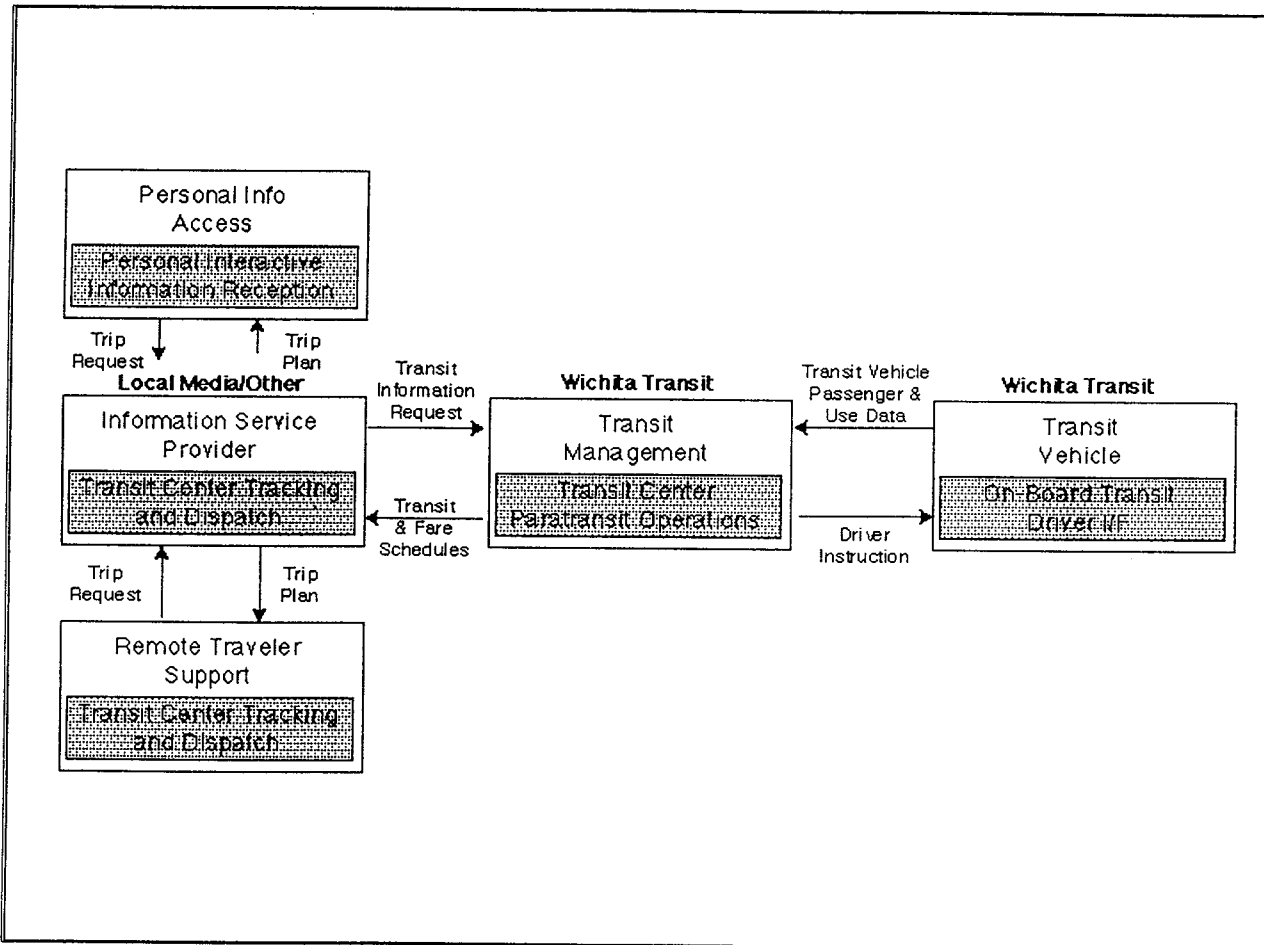 Personal Info
Access
Personal Interactive
Information Reception
Trip
Request
Trip
Plan
Local Media/Other
Information Service
Provider
Transit Center Tracking
and Dispatch
Transit
Information
Request
Transit
& Fare
Schedules
Wichita Transit
Transit
Management
Transit Center
Paratransit Operations
Transit Vehicle
Passenger &
Use Data
Driver
Instruction
Wichita Transit
Transit
Vehicle
On-Board Transit
Driver I/F
Trip
Request
Trip
Plan
Remote Traveler
Support
Transit Center Tracking
and Dispatch